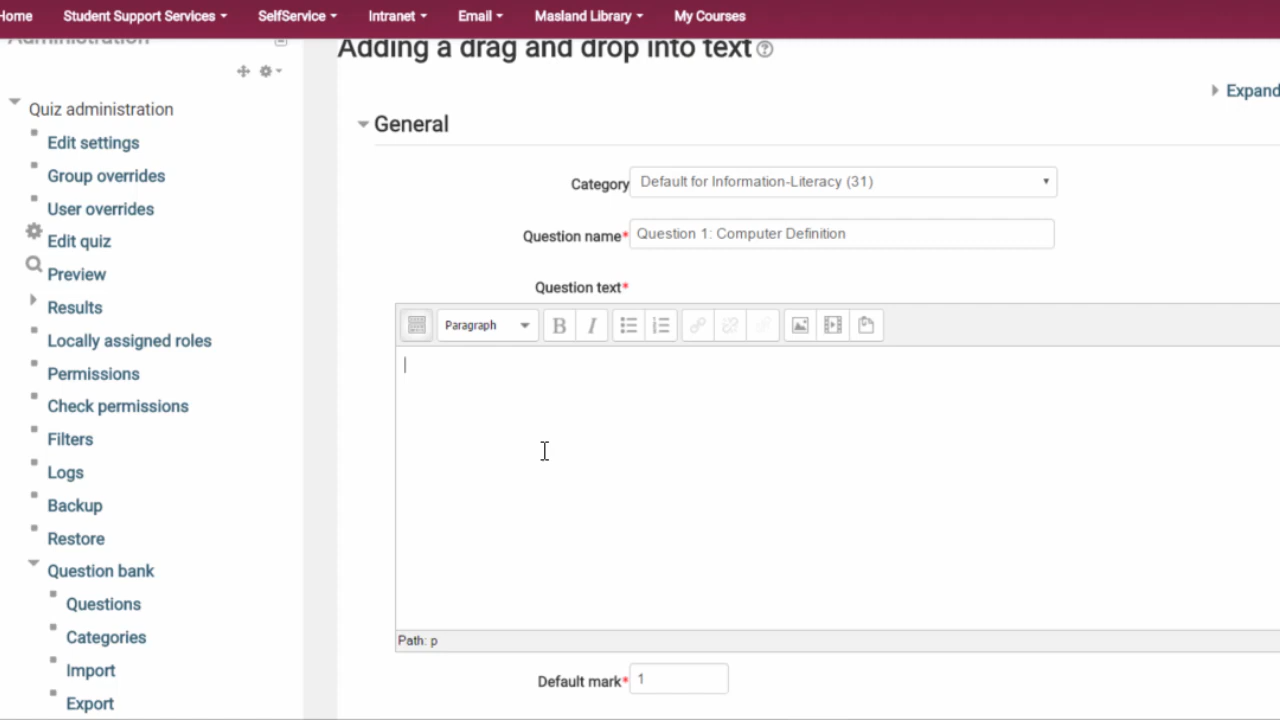 Home Student Support Services SelfService Intranet Email Masland Library My Courses
Administration
Quiz administration
Edit settings
Group overrides
User overrides
Edit quiz
Preview
Results
Locally assigned roles
Permissions
Check permissions
Filters
Logs
Backup
Restore
Question bank
Questions
Categories
Import
Export
Adding a drag and drop into text
Expand
General
Category Default for Information-Literacy (31)
Question name* Question 1: Computer Definition
Question text*
Paragraph B I
Path: p
Default mark* 1